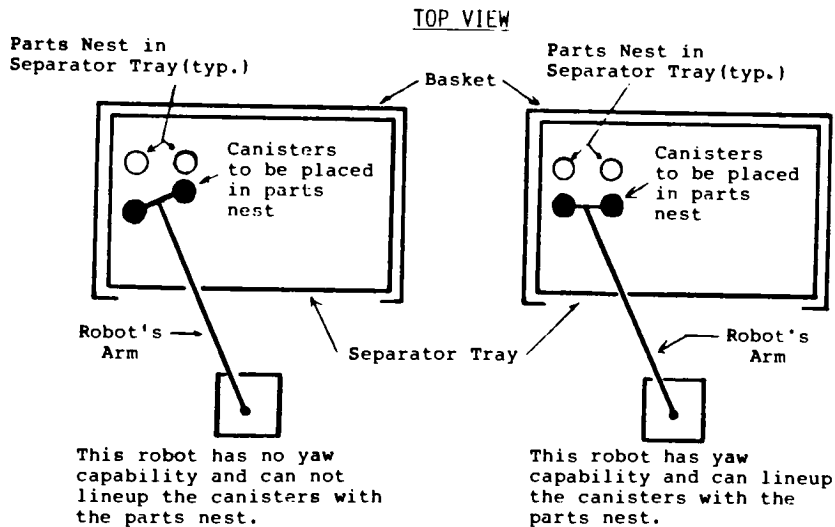 TOP VIEW
Parts Nest in
Separator Tray(typ.)
Basket
Parts Nest in
Separator Tray(typ.)
Canisters
to be placed
in parts
nest
Canisters
to be placed
in parts
nest
Robot's
Arm
Separator Tray
Robot's
Arm
This robot has no yaw
capability and can not
lineup the canisters with
the parts nest.
This robot has yaw
capability and can lineup
the canisters with the
parts nest.